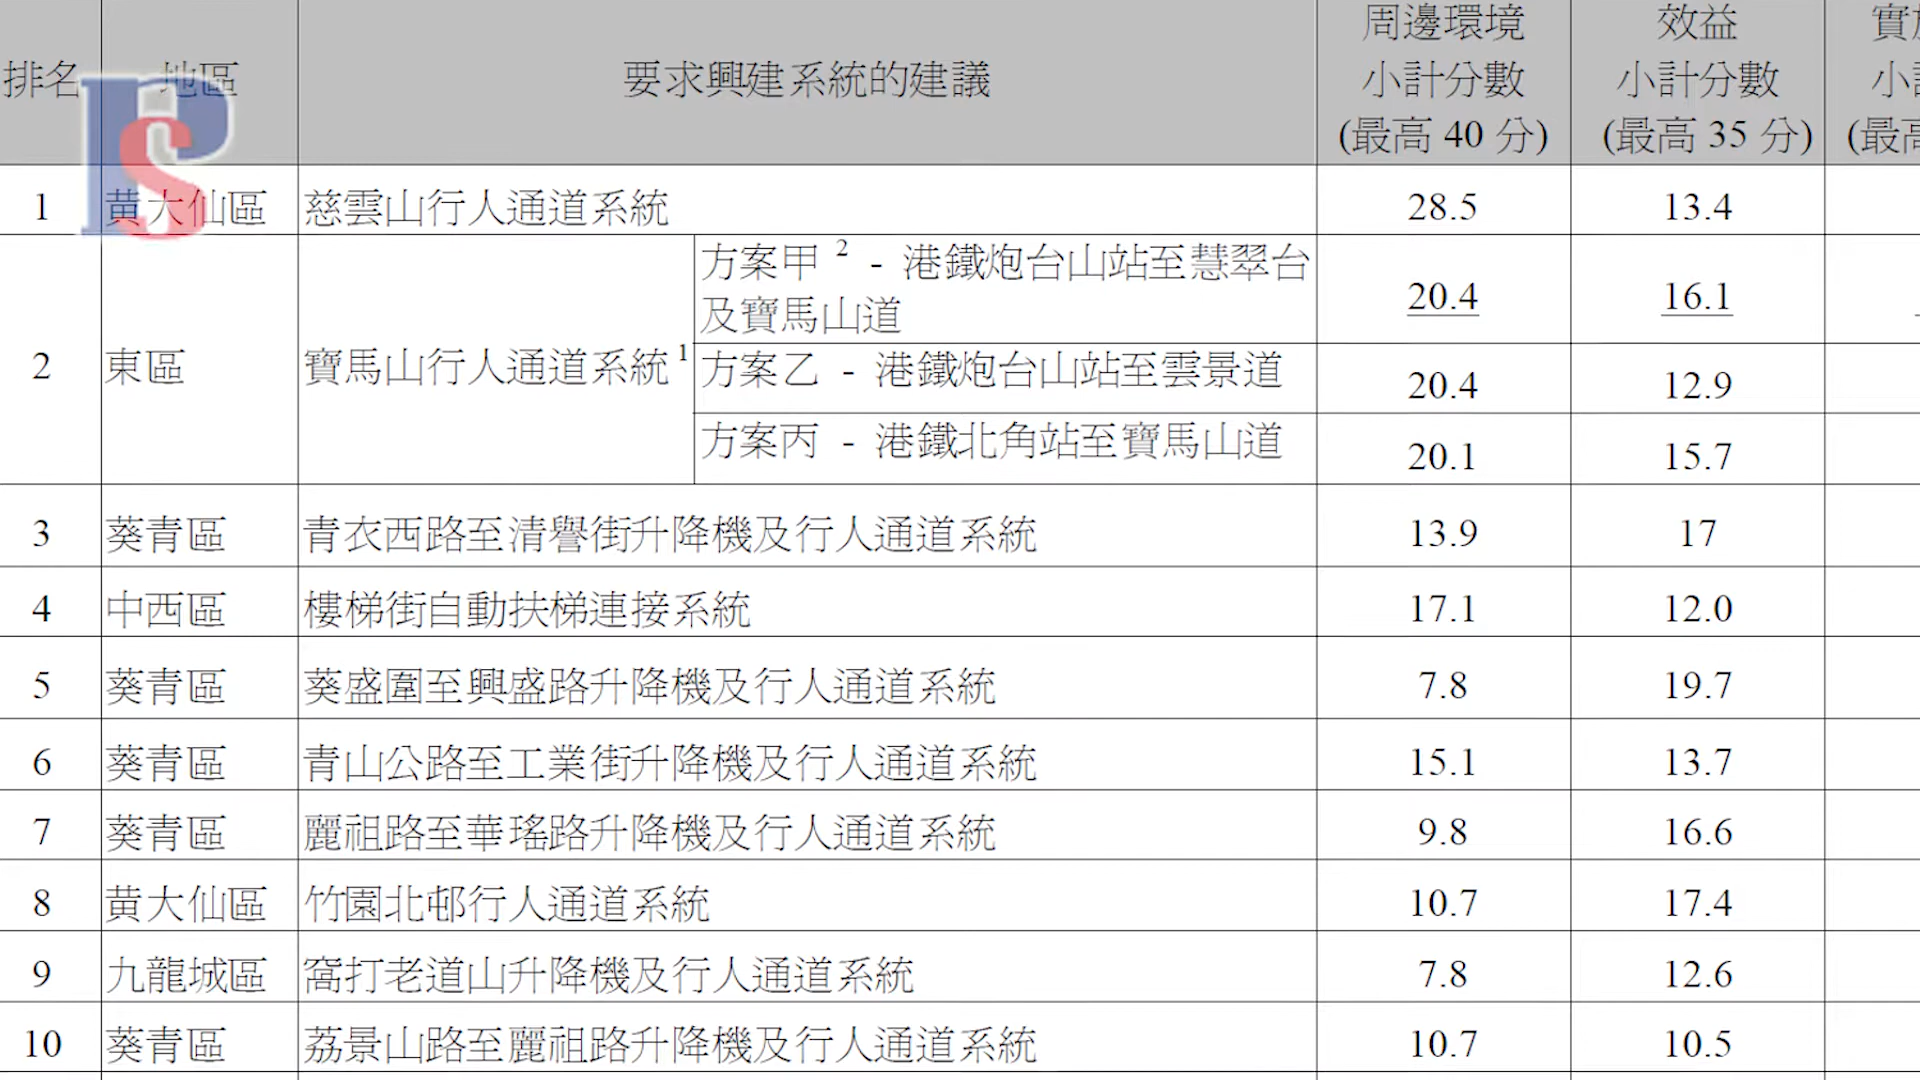 排名 地區 要求興建系統的建議 周邊環境 小計分數 (最高 40 分) 效益 小計分數 (最高 35 分)
PS
1 黃大仙區 慈雲山行人通道系統 28.5 13.4
2 東區 寶馬山行人通道系統1
方案甲 2 - 港鐵炮台山站至慧翠台
及寶馬山道 20.4 16.1
方案乙 - 港鐵炮台山站至雲景道 20.4 12.9
方案丙 - 港鐵北角站至寶馬山道 20.1 15.7
3 葵青區 青衣西路至清譽街升降機及行人通道系統 13.9 17
4 中西區 樓梯街自動扶梯連接系統 17.1 12.0
5 葵青區 葵盛圍至興盛路升降機及行人通道系統 7.8 19.7
6 葵青區 青山公路至工業街升降機及行人通道系統 15.1 13.7
7 葵青區 麗祖路至華瑤路升降機及行人通道系統 9.8 16.6
8 黃大仙區 竹園北邨行人通道系統 10.7 17.4
9 九龍城區 窩打老道山升降機及行人通道系統 7.8 12.6
10 葵青區 荔景山路至麗祖路升降機及行人通道系統 10.7 10.5